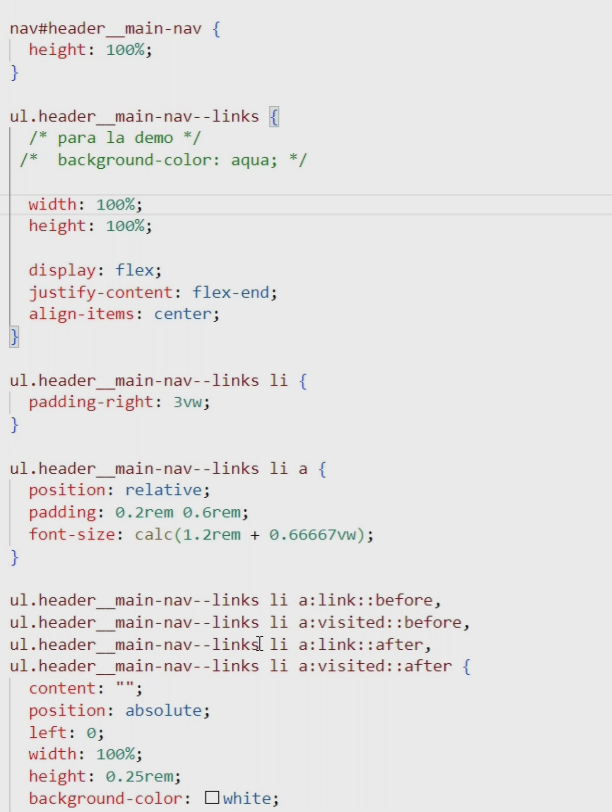 nav#header__main-nav {
height: 100%;
}
ul.header__main-nav--links {
/* para la demo */
/* background-color: aqua; */
width: 100%;
height: 100%;
display: flex;
justify-content: flex-end;
align-items: center;
}
ul.header__main-nav--links li {
padding-right: 3vw;
}
ul.header__main-nav--links li a {
position: relative;
padding: 0.2rem 0.6rem;
font-size: calc(1.2rem + 0.66667vw);
}
ul.header__main-nav--links li a:link::before,
ul.header__main-nav--links li a:visited::before,
ul.header__main-nav--links li a:link::after,
ul.header__main-nav--links li a:visited::after {
content: "";
position: absolute;
left: 0;
width: 100%;
height: 0.25rem;
background-color: white;